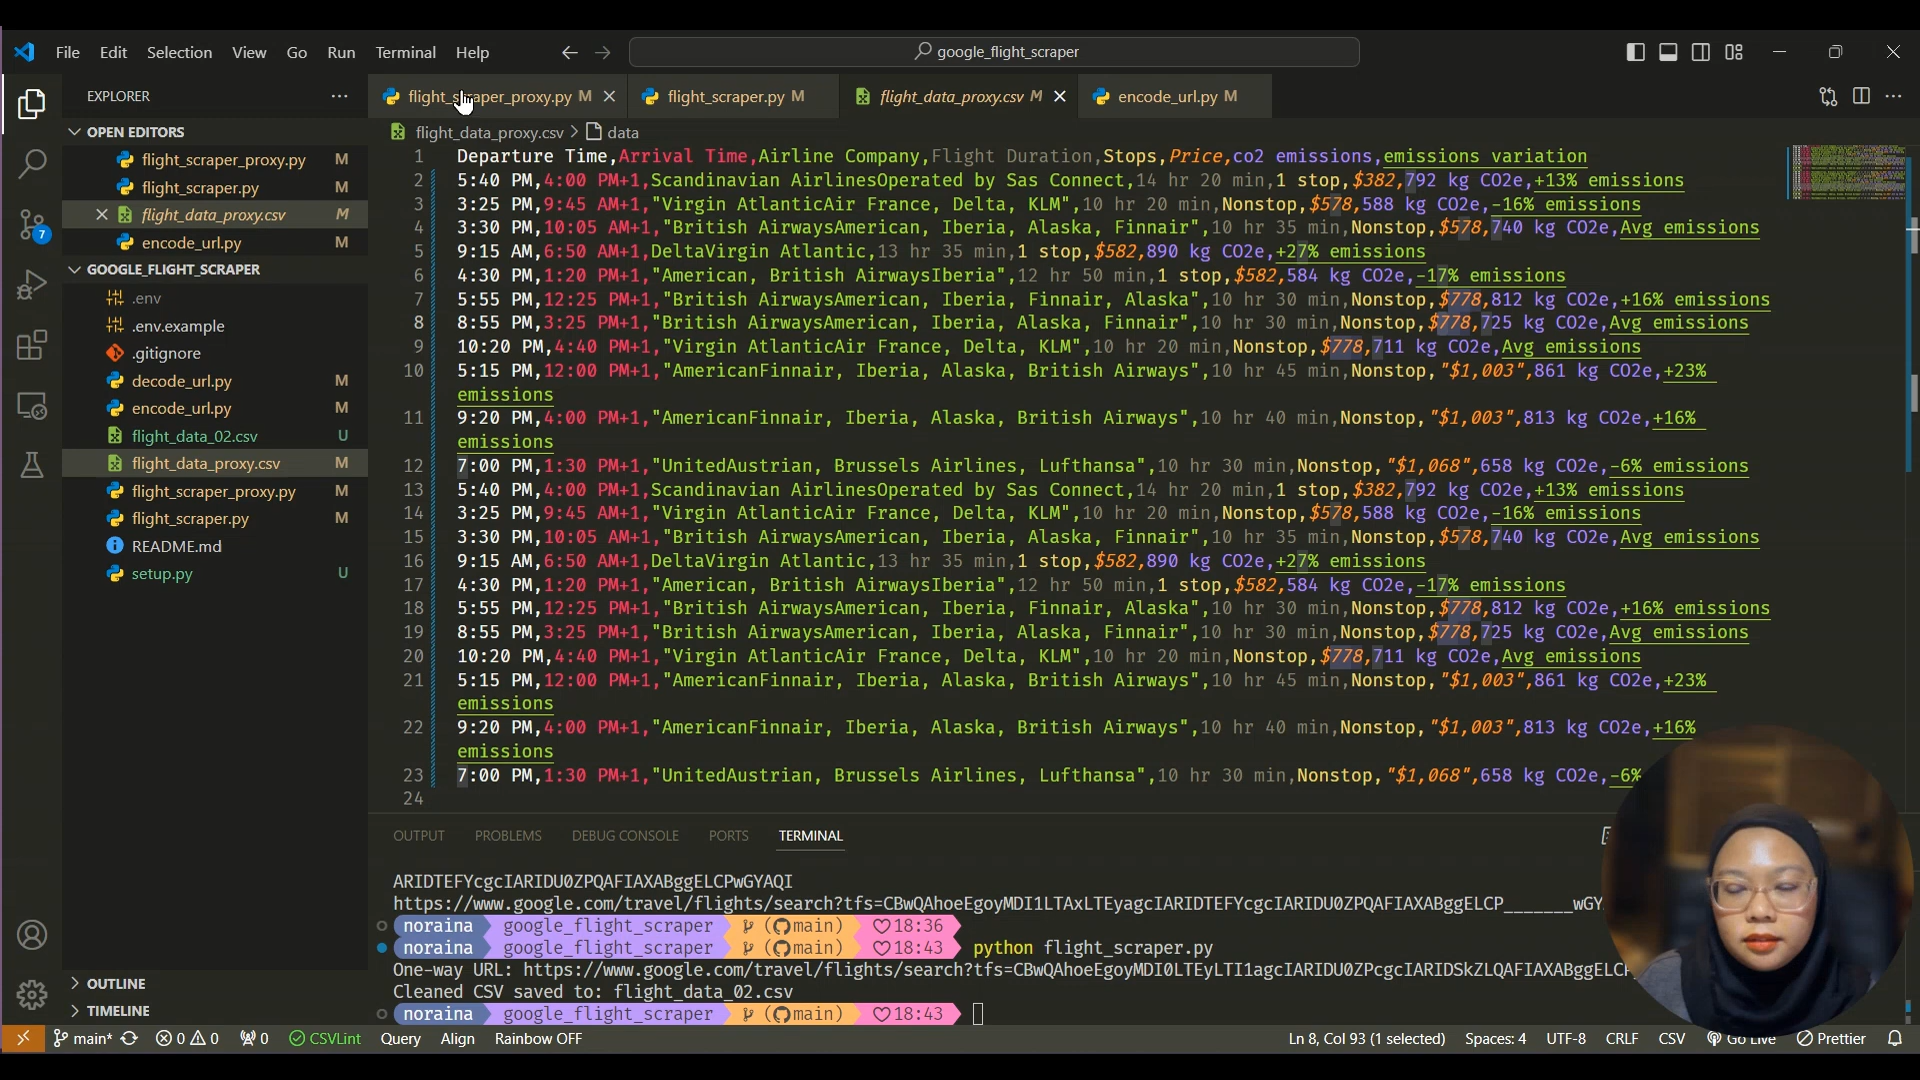 File Edit Selection View Go Run Terminal Help google_flight_scraper
EXPLORER
OPEN EDITORS
flight_scraper_proxy.py M
flight_scraper.py M
flight_data_proxy.csv M
encode_url.py M
GOOGLE_FLIGHT_SCRAPER
.env
.env.example
.gitignore
decode_url.py M
encode_url.py M
flight_data_02.csv U
flight_data_proxy.csv M
flight_scraper_proxy.py M
flight_scraper.py M
README.md
setup.py U
OUTLINE
TIMELINE
7
flight_scraper_proxy.py M flight_scraper.py M flight_data_proxy.csv M encode_url.py M
flight_data_proxy.csv > data
1 Departure Time,Arrival Time,Airline Company,Flight Duration,Stops,Price,co2 emissions,emissions variation
2 5:40 PM,4:00 PM+1,Scandinavian AirlinesOperated by Sas Connect,14 hr 20 min,1 stop,$382,792 kg CO2e,+13% emissions
3 3:25 PM,9:45 AM+1,"Virgin AtlanticAir France, Delta, KLM",10 hr 20 min,Nonstop,$578,588 kg CO2e,-16% emissions
4 3:30 PM,10:05 AM+1,"British AirwaysAmerican, Iberia, Alaska, Finnair",10 hr 35 min,Nonstop,$578,740 kg CO2e,Avg emissions
5 9:15 AM,6:50 AM+1,DeltaVirgin Atlantic,13 hr 35 min,1 stop,$582,890 kg CO2e,+27% emissions
6 4:30 PM,1:20 PM+1,"American, British AirwaysIberia",12 hr 50 min,1 stop,$582,584 kg CO2e,-17% emissions
7 5:55 PM,12:25 PM+1,"British AirwaysAmerican, Iberia, Finnair, Alaska",10 hr 30 min,Nonstop,$778,812 kg CO2e,+16% emissions
8 8:55 PM,3:25 PM+1,"British AirwaysAmerican, Iberia, Alaska, Finnair",10 hr 30 min,Nonstop,$778,725 kg CO2e,Avg emissions
9 10:20 PM,4:40 PM+1,"Virgin AtlanticAir France, Delta, KLM",10 hr 20 min,Nonstop,$778,711 kg CO2e,Avg emissions
10 5:15 PM,12:00 PM+1,"AmericanFinnair, Iberia, Alaska, British Airways",10 hr 45 min,Nonstop,"$1,003",861 kg CO2e,+23%
emissions
11 9:20 PM,4:00 PM+1,"AmericanFinnair, Iberia, Alaska, British Airways",10 hr 40 min,Nonstop,"$1,003",813 kg CO2e,+16%
emissions
12 7:00 PM,1:30 PM+1,"UnitedAustrian, Brussels Airlines, Lufthansa",10 hr 30 min,Nonstop,"$1,068",658 kg CO2e,-6% emissions
13 5:40 PM,4:00 PM+1,Scandinavian AirlinesOperated by Sas Connect,14 hr 20 min,1 stop,$382,792 kg CO2e,+13% emissions
14 3:25 PM,9:45 AM+1,"Virgin AtlanticAir France, Delta, KLM",10 hr 20 min,Nonstop,$578,588 kg CO2e,-16% emissions
15 3:30 PM,10:05 AM+1,"British AirwaysAmerican, Iberia, Alaska, Finnair",10 hr 35 min,Nonstop,$578,740 kg CO2e,Avg emissions
16 9:15 AM,6:50 AM+1,DeltaVirgin Atlantic,13 hr 35 min,1 stop,$582,890 kg CO2e,+27% emissions
17 4:30 PM,1:20 PM+1,"American, British AirwaysIberia",12 hr 50 min,1 stop,$582,584 kg CO2e,-17% emissions
18 5:55 PM,12:25 PM+1,"British AirwaysAmerican, Iberia, Finnair, Alaska",10 hr 30 min,Nonstop,$778,812 kg CO2e,+16% emissions
19 8:55 PM,3:25 PM+1,"British AirwaysAmerican, Iberia, Alaska, Finnair",10 hr 30 min,Nonstop,$778,725 kg CO2e,Avg emissions
20 10:20 PM,4:40 PM+1,"Virgin AtlanticAir France, Delta, KLM",10 hr 20 min,Nonstop,$778,711 kg CO2e,Avg emissions
21 5:15 PM,12:00 PM+1,"AmericanFinnair, Iberia, Alaska, British Airways",10 hr 45 min,Nonstop,"$1,003",861 kg CO2e,+23%
emissions
22 9:20 PM,4:00 PM+1,"AmericanFinnair, Iberia, Alaska, British Airways",10 hr 40 min,Nonstop,"$1,003",813 kg CO2e,+16%
emissions
23 7:00 PM,1:30 PM+1,"UnitedAustrian, Brussels Airlines, Lufthansa",10 hr 30 min,Nonstop,"$1,068",658 kg CO2e,-6%
24
OUTPUT PROBLEMS DEBUG CONSOLE PORTS TERMINAL
ARIDTEFYcgcIARIDU0ZPQAFIAXABggELCPwGYAQI
https://www.google.com/travel/flights/search?tfs=CBwQAhoeEgoyMDI1LTAxLTEyagcIARIDTEFYcgcIARIDU0ZPQAFIAXABggELCP_______wGY
noraina google_flight_scraper (main) 18:36
noraina google_flight_scraper (main) 18:43 python flight_scraper.py
One-way URL: https://www.google.com/travel/flights/search?tfs=CBwQAhoeEgoyMDI0LTEyLTI1agcIARIDU0ZPcgcIARIDSkZLQAFIAXABggELCP
Cleaned CSV saved to: flight_data_02.csv
noraina google_flight_scraper (main) 18:43
main* 0 0 0 CSVLint Query Align Rainbow OFF Ln 8, Col 93 (1 selected) Spaces: 4 UTF-8 CRLF CSV Go Live Prettier